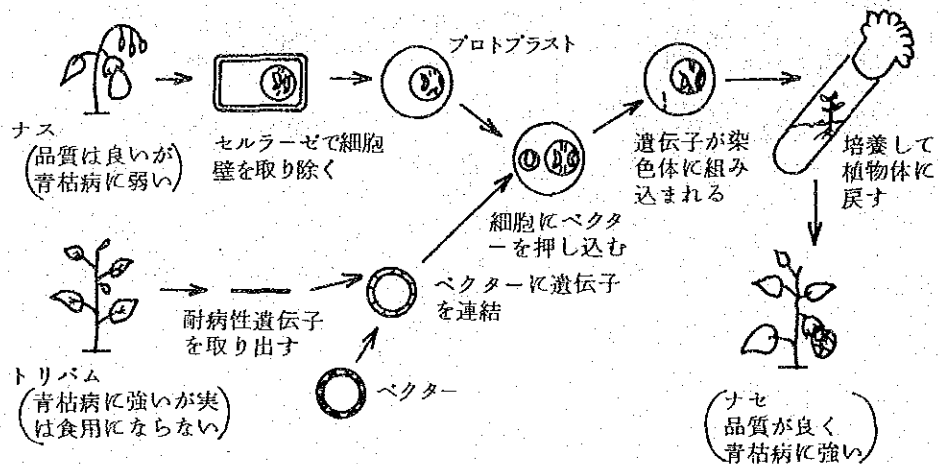 プロトプラスト
ナス
(品質は良いが
青枯病に弱い)
セルラーゼで細胞
壁を取り除く
遺伝子が染
色体に組み
込まれる
培養して
植物体に
戻す
細胞にベクタ
ーを押し込む
ベクターに遺伝子
を連結
耐病性遺伝子
を取り出す
ベクター
トリバム
(青枯病に強いが実
は食用にならない)
ナセ
(品質が良く
青枯病に強い)